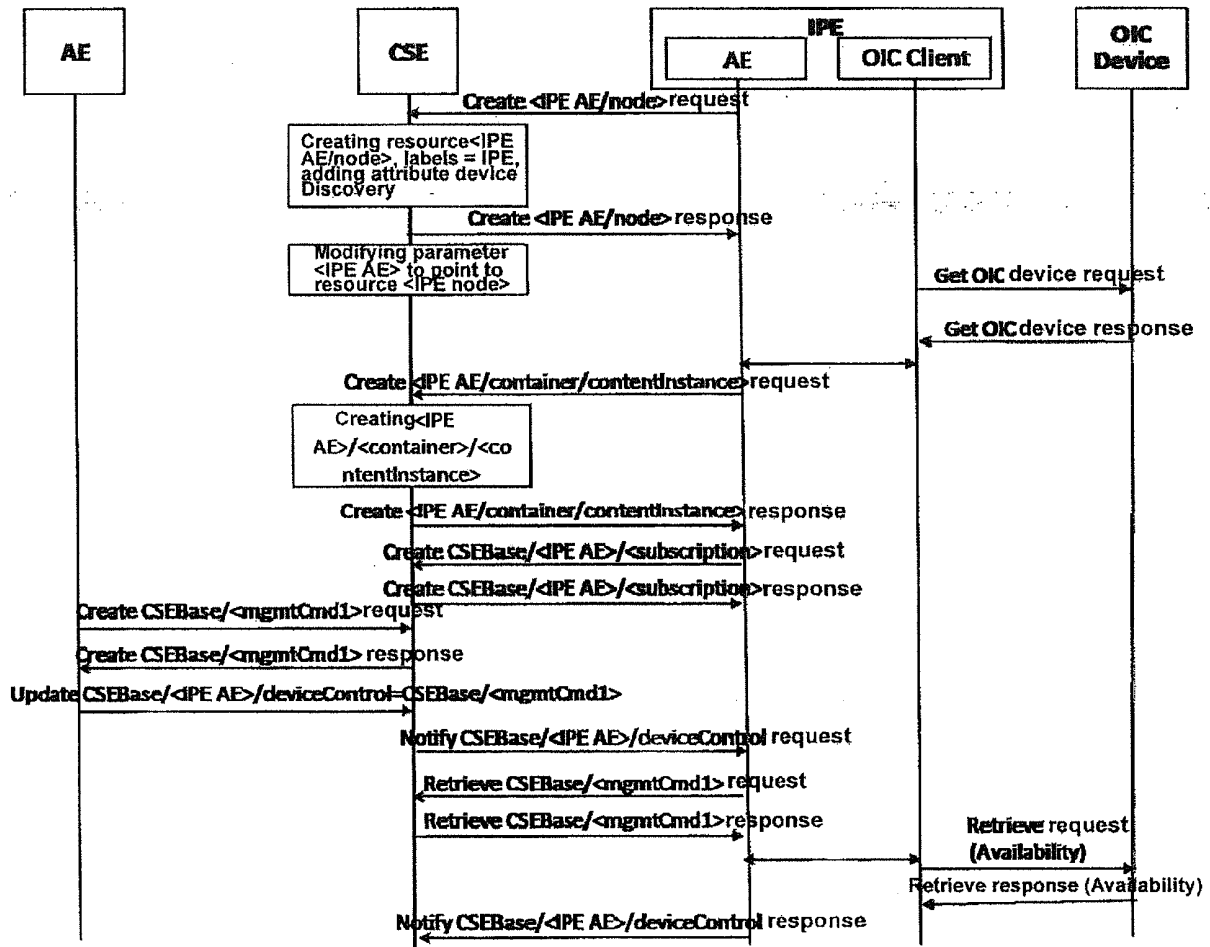 IPE
AE
CSE
AE
OIC Client
OIC
Device
Create <IPE AE/node> request
Creating resource<IPE
AE/node>, labels = IPE,
adding attribute device
Discovery
Create <IPE AE/node> response
Modifying parameter
<IPE AE> to point to
resource <IPE node>
Get OIC device request
Get OIC device response
Create <IPE AE/container/contentInstance> request
Creating<IPE
AE>/<container>/<co
ntentInstance>
Create <IPE AE/container/contentInstance> response
Create CSEBase/<IPE AE>/<subscription> request
Create CSEBase/<IPE AE>/<subscription> response
Create CSEBase/<mgmtCmd1> request
Create CSEBase/<mgmtCmd1> response
Update CSEBase/<IPE AE>/deviceControl=CSEBase/<mgmtCmd1>
Notify CSEBase/<IPE AE>/deviceControl request
Retrieve CSEBase/<mgmtCmd1> request
Retrieve CSEBase/<mgmtCmd1> response
Retrieve request
(Availability)
Retrieve response (Availability)
Notify CSEBase/<IPE AE>/deviceControl response